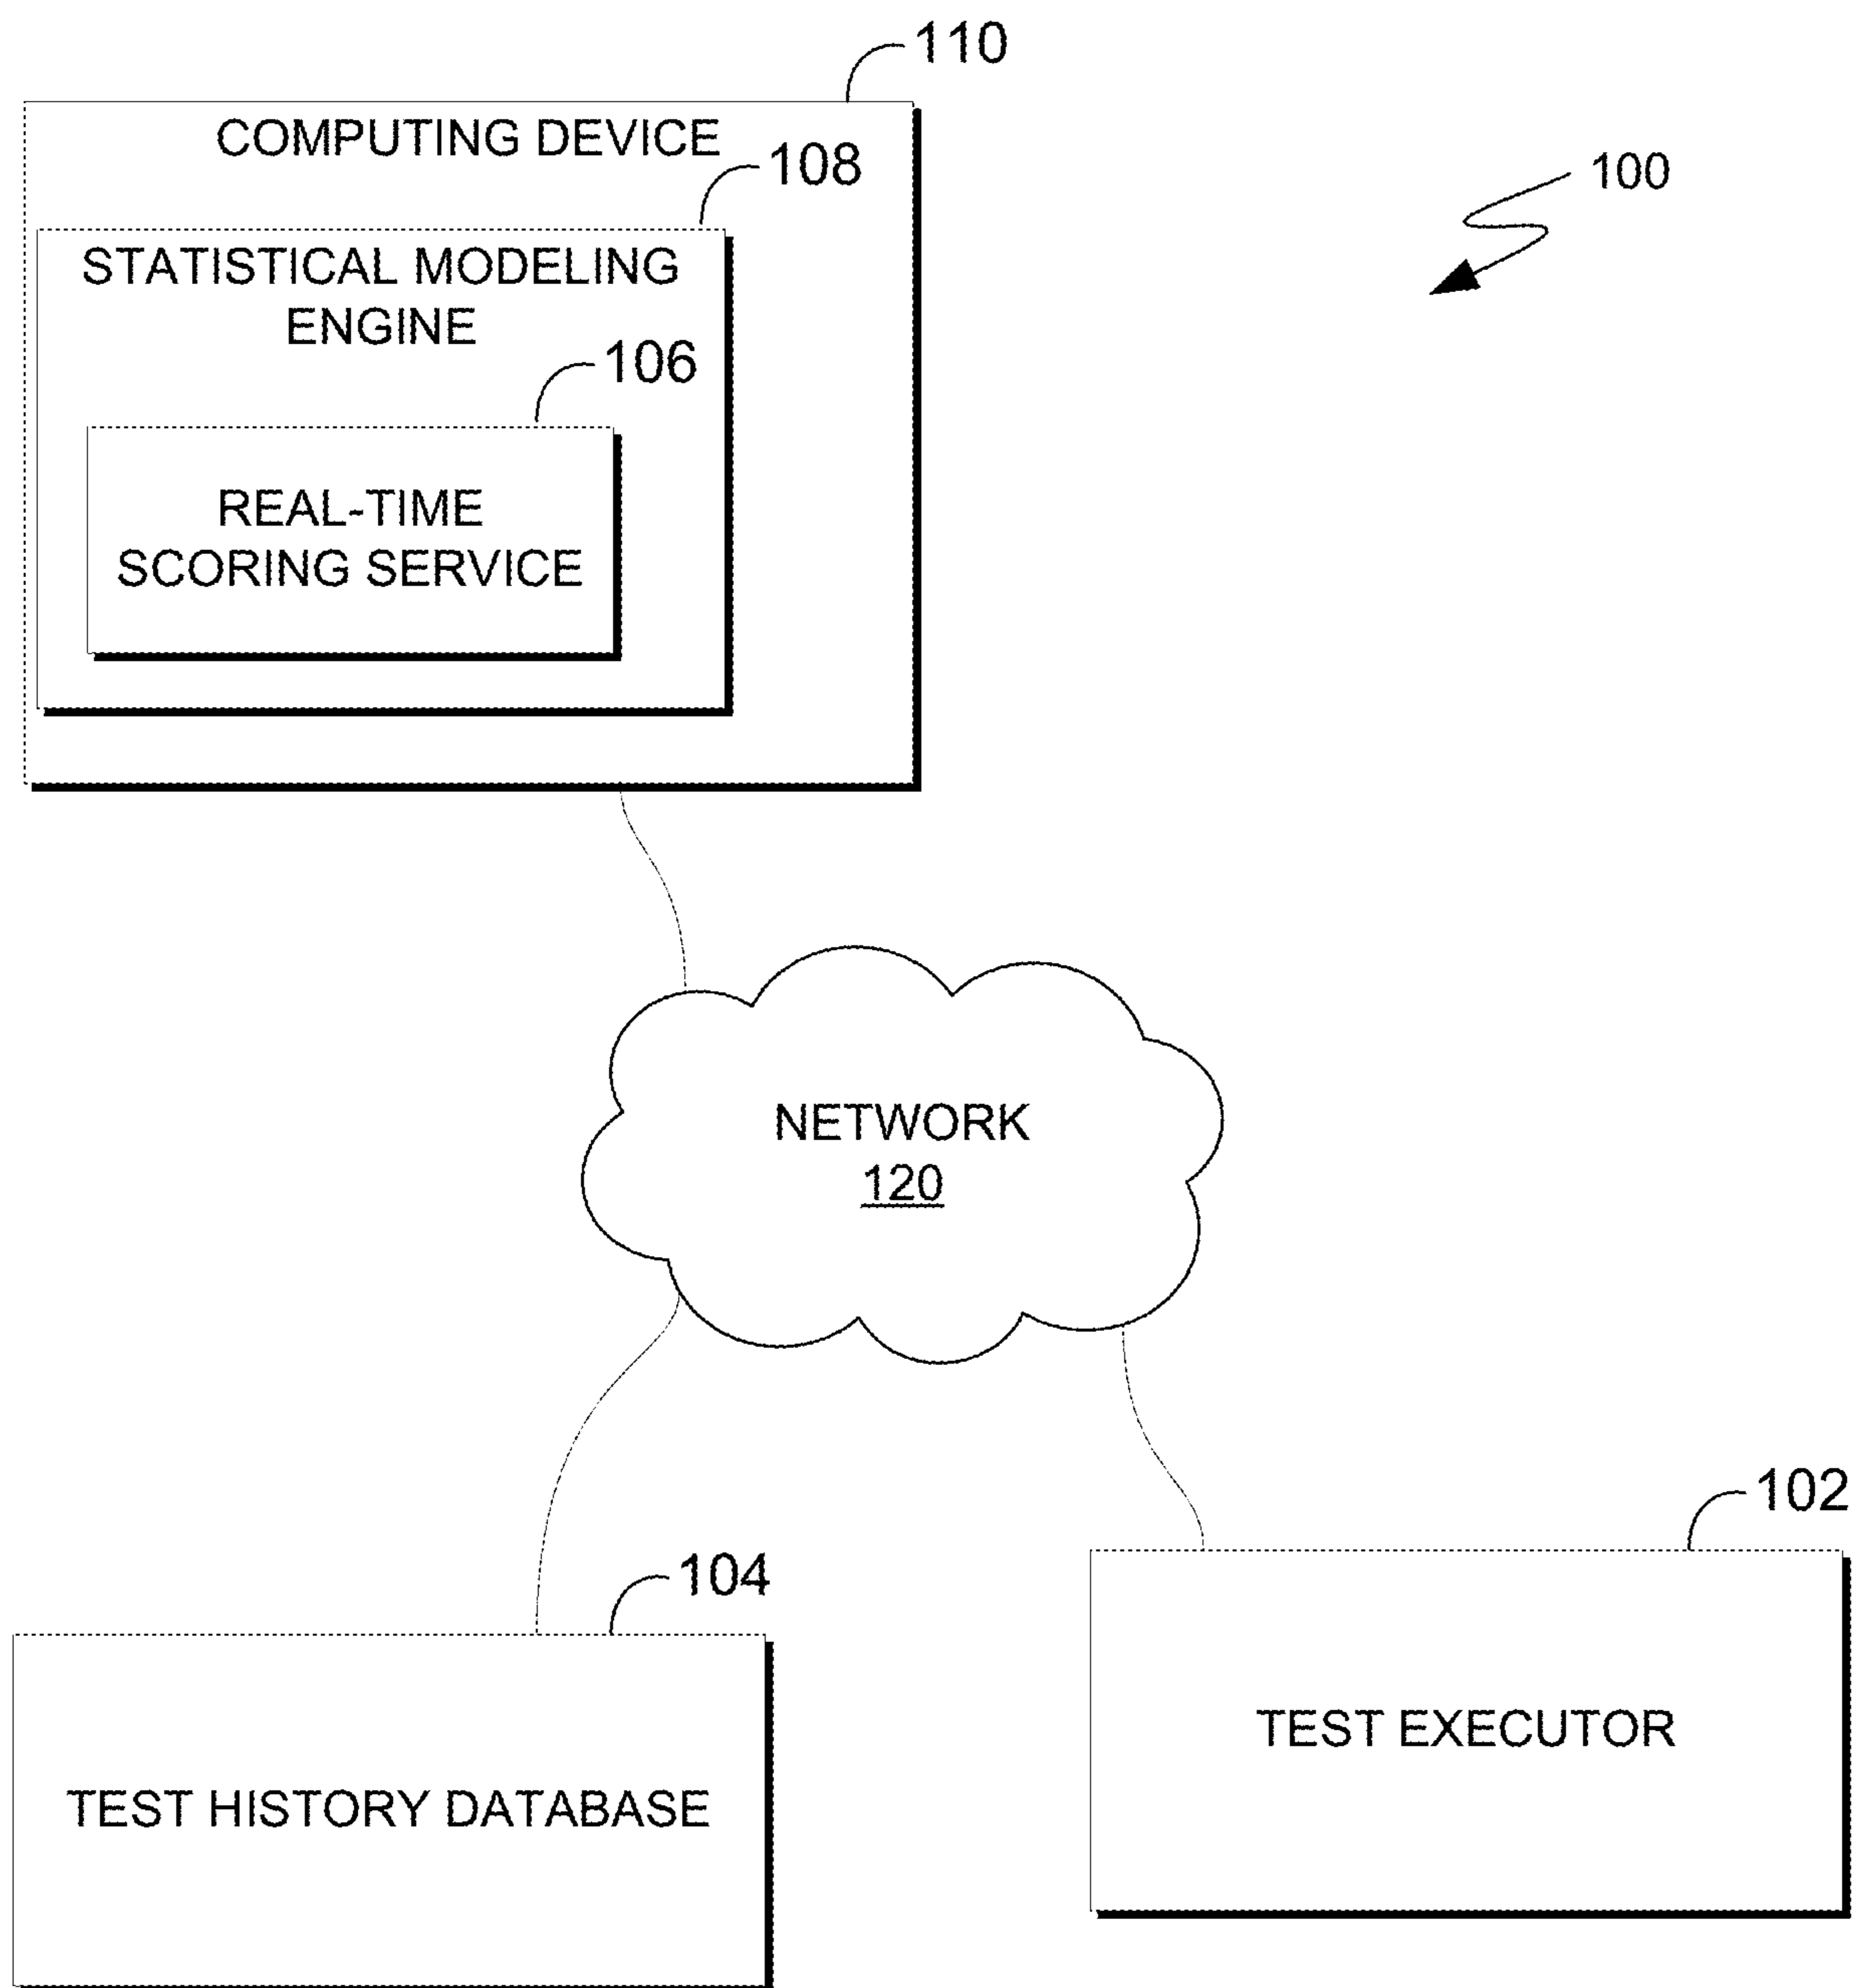 110
COMPUTING DEVICE
108
100
STATISTICAL MODELING
ENGINE
106
REAL-TIME
SCORING SERVICE
NETWORK
120
102
104
TEST EXECUTOR
TEST HISTORY DATABASE